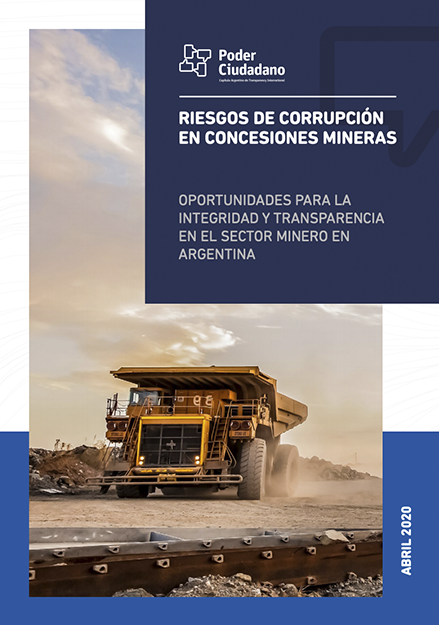 Poder
Ciudadano
Capítulo Argentino de Transparency International
RIESGOS DE CORRUPCIÓN
EN CONCESIONES MINERAS
OPORTUNIDADES PARA LA
INTEGRIDAD Y TRANSPARENCIA
EN EL SECTOR MINERO EN
ARGENTINA
ABRIL 2020